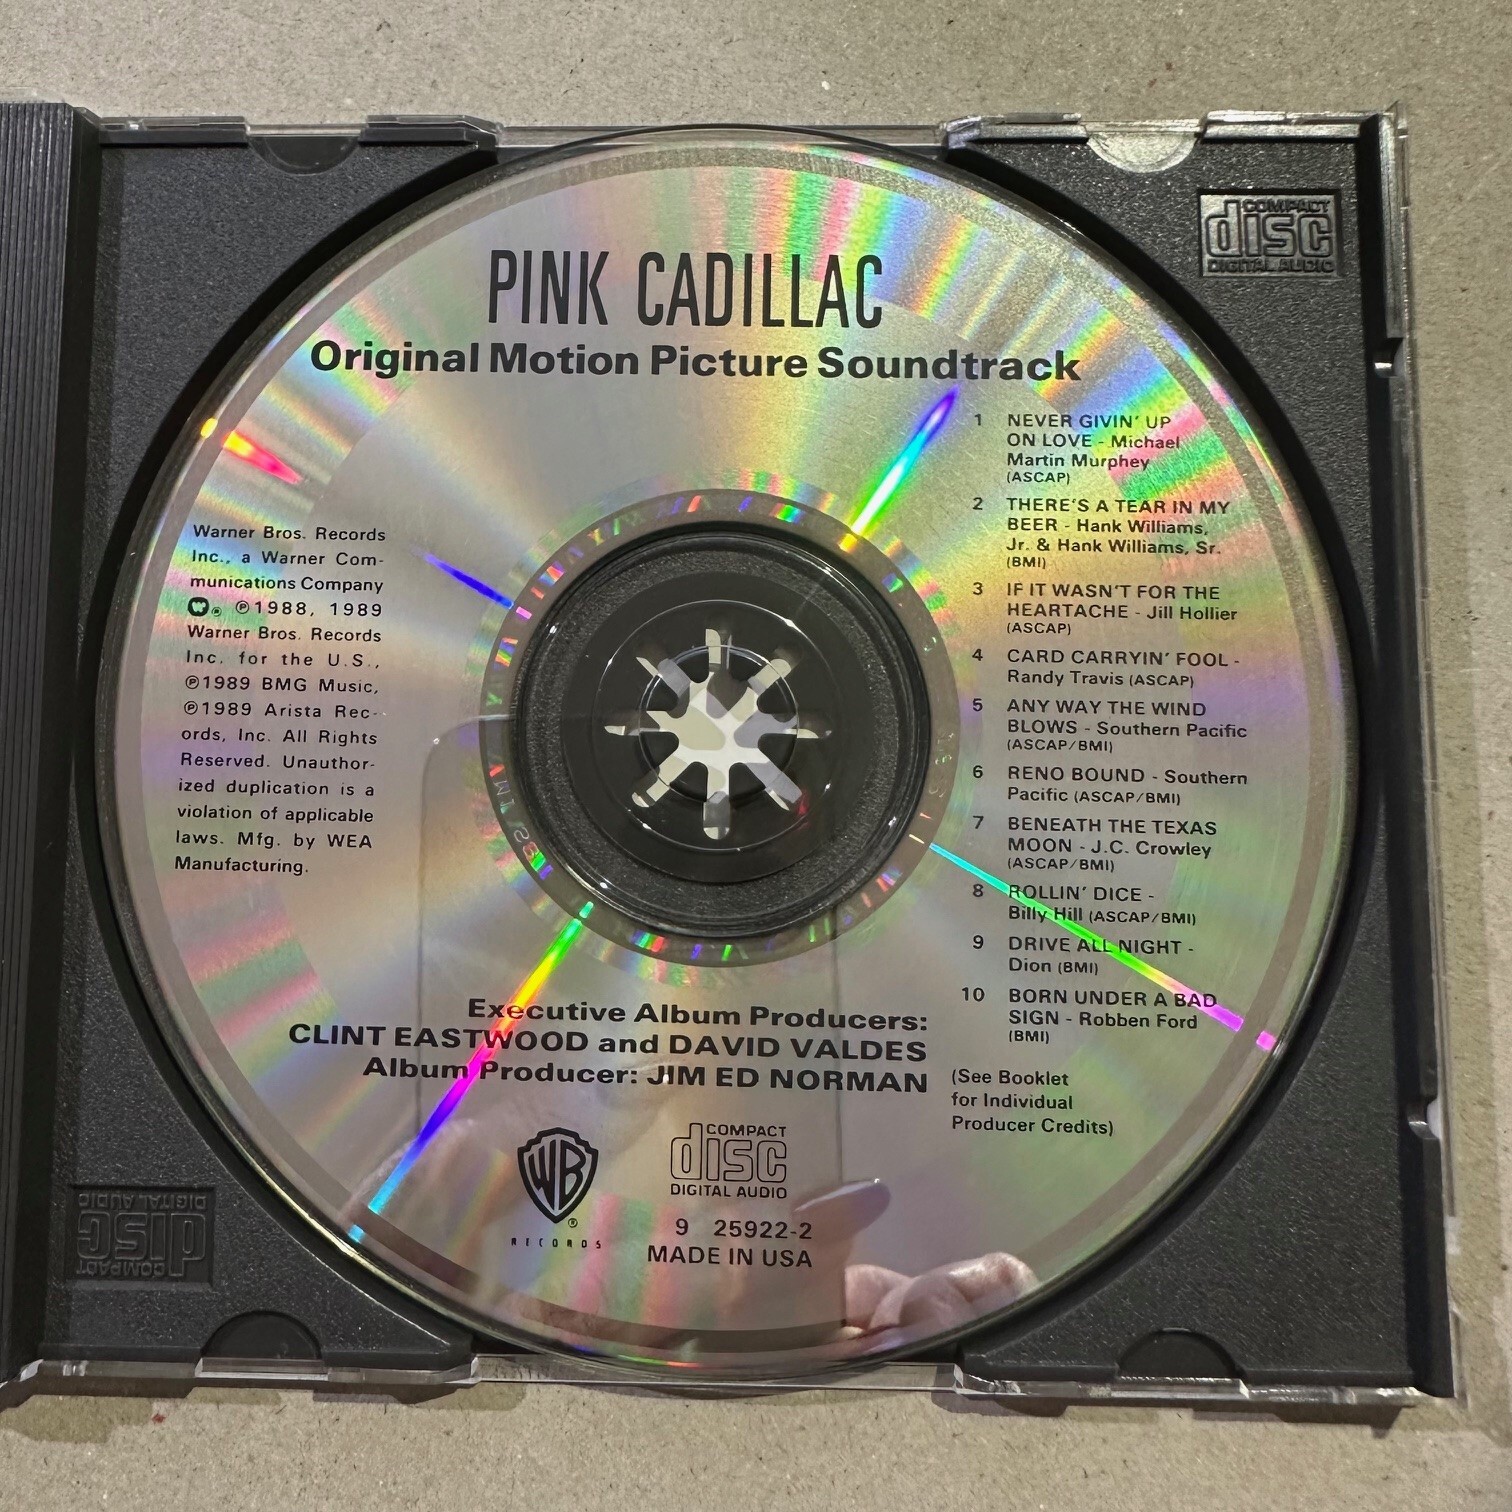 PINK CADILLAC
Original Motion Picture Soundtrack
Warner Bros. Records
Inc., a Warner Com-
munications Company
W ® ℗1988, 1989
Warner Bros. Records
Inc. for the U.S.,
℗1989 BMG Music,
℗1989 Arista Rec-
ords, Inc. All Rights
Reserved. Unauthor-
ized duplication is a
violation of applicable
laws. Mfg. by WEA
Manufacturing.
1 NEVER GIVIN' UP
ON LOVE - Michael
Martin Murphey
(ASCAP)
2 THERE'S A TEAR IN MY
BEER - Hank Williams,
Jr. & Hank Williams, Sr.
(BMI)
3 IF IT WASN'T FOR THE
HEARTACHE - Jill Hollier
(ASCAP)
4 CARD CARRYIN' FOOL -
Randy Travis (ASCAP)
5 ANY WAY THE WIND
BLOWS - Southern Pacific
(ASCAP/BMI)
6 RENO BOUND - Southern
Pacific (ASCAP/BMI)
7 BENEATH THE TEXAS
MOON - J.C. Crowley
(ASCAP/BMI)
8 ROLLIN' DICE -
Billy Hill (ASCAP/BMI)
9 DRIVE ALL NIGHT -
Dion (BMI)
10 BORN UNDER A BAD
SIGN - Robben Ford
(BMI)
(See Booklet
for Individual
Producer Credits)
Executive Album Producers:
CLINT EASTWOOD and DAVID VALDES
Album Producer: JIM ED NORMAN
WB ®
RECORDS
COMPACT
disc
DIGITAL AUDIO
9 25922-2
MADE IN USA
COMPACT
disc
DIGITAL AUDIO
COMPACT
disc
DIGITAL AUDIO